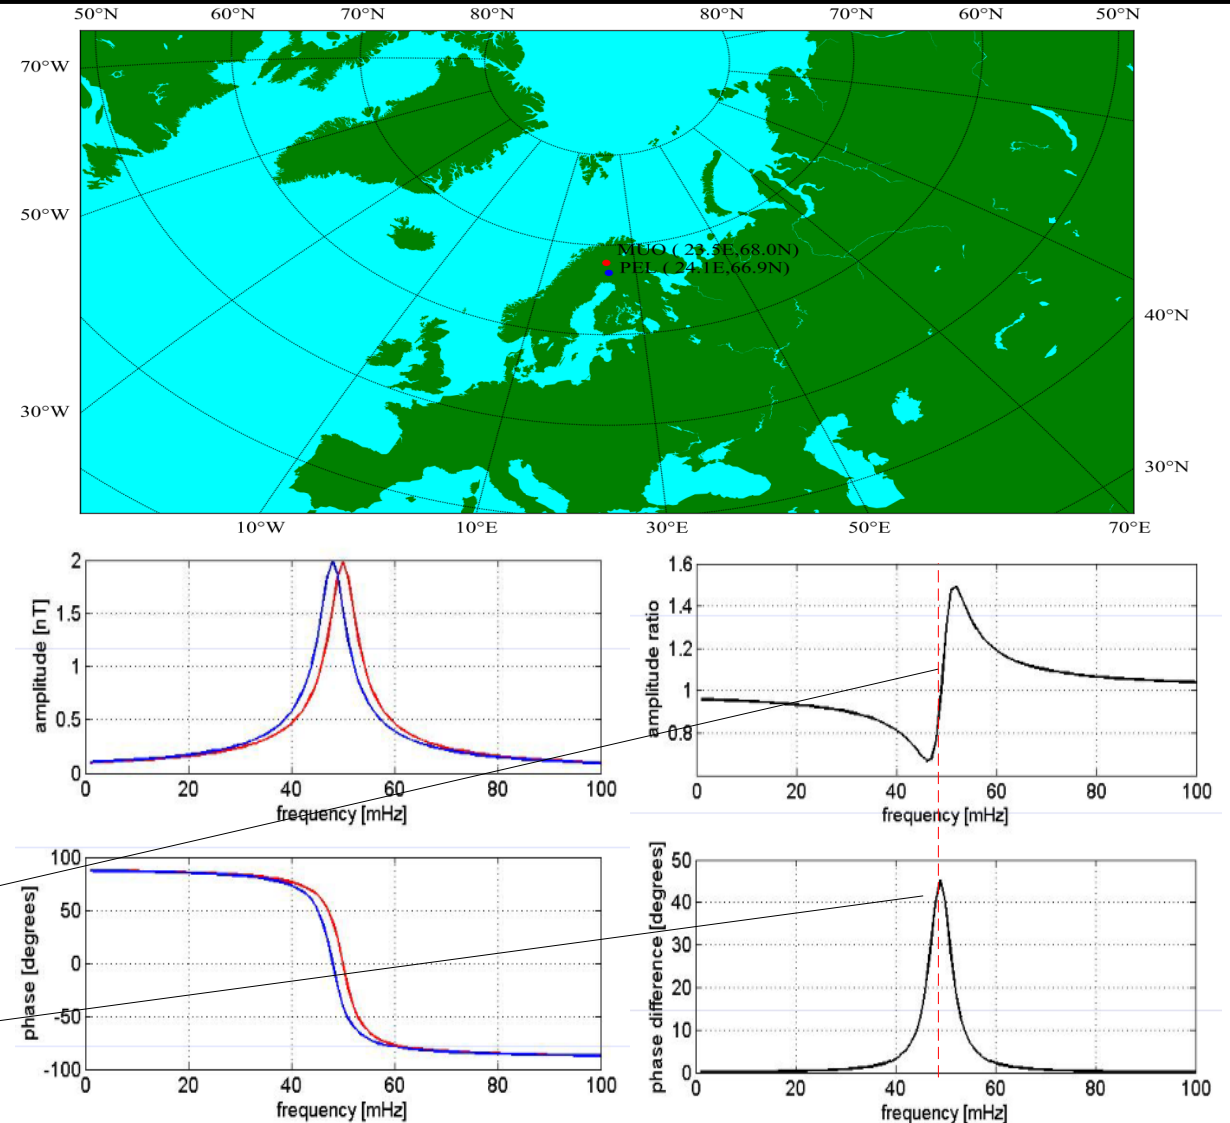 50°N 60°N 70°N 80°N 80°N 70°N 60°N 50°N
70°W
50°W
MUO ( 23.5E,68.0N)
PEL ( 24.1E,66.9N)
40°N
30°W
30°N
10°W 10°E 30°E 50°E 70°E
2
1.5
1
0.5
0
amplitude [nT]
0 20 40 60 80 100
frequency [mHz]
1.6
1.4
1.2
1
0.8
amplitude ratio
0 20 40 60 80 100
frequency [mHz]
100
50
0
-50
-100
phase [degrees]
0 20 40 60 80 100
frequency [mHz]
50
40
30
20
10
0
phase difference [degrees]
0 20 40 60 80 100
frequency [mHz]